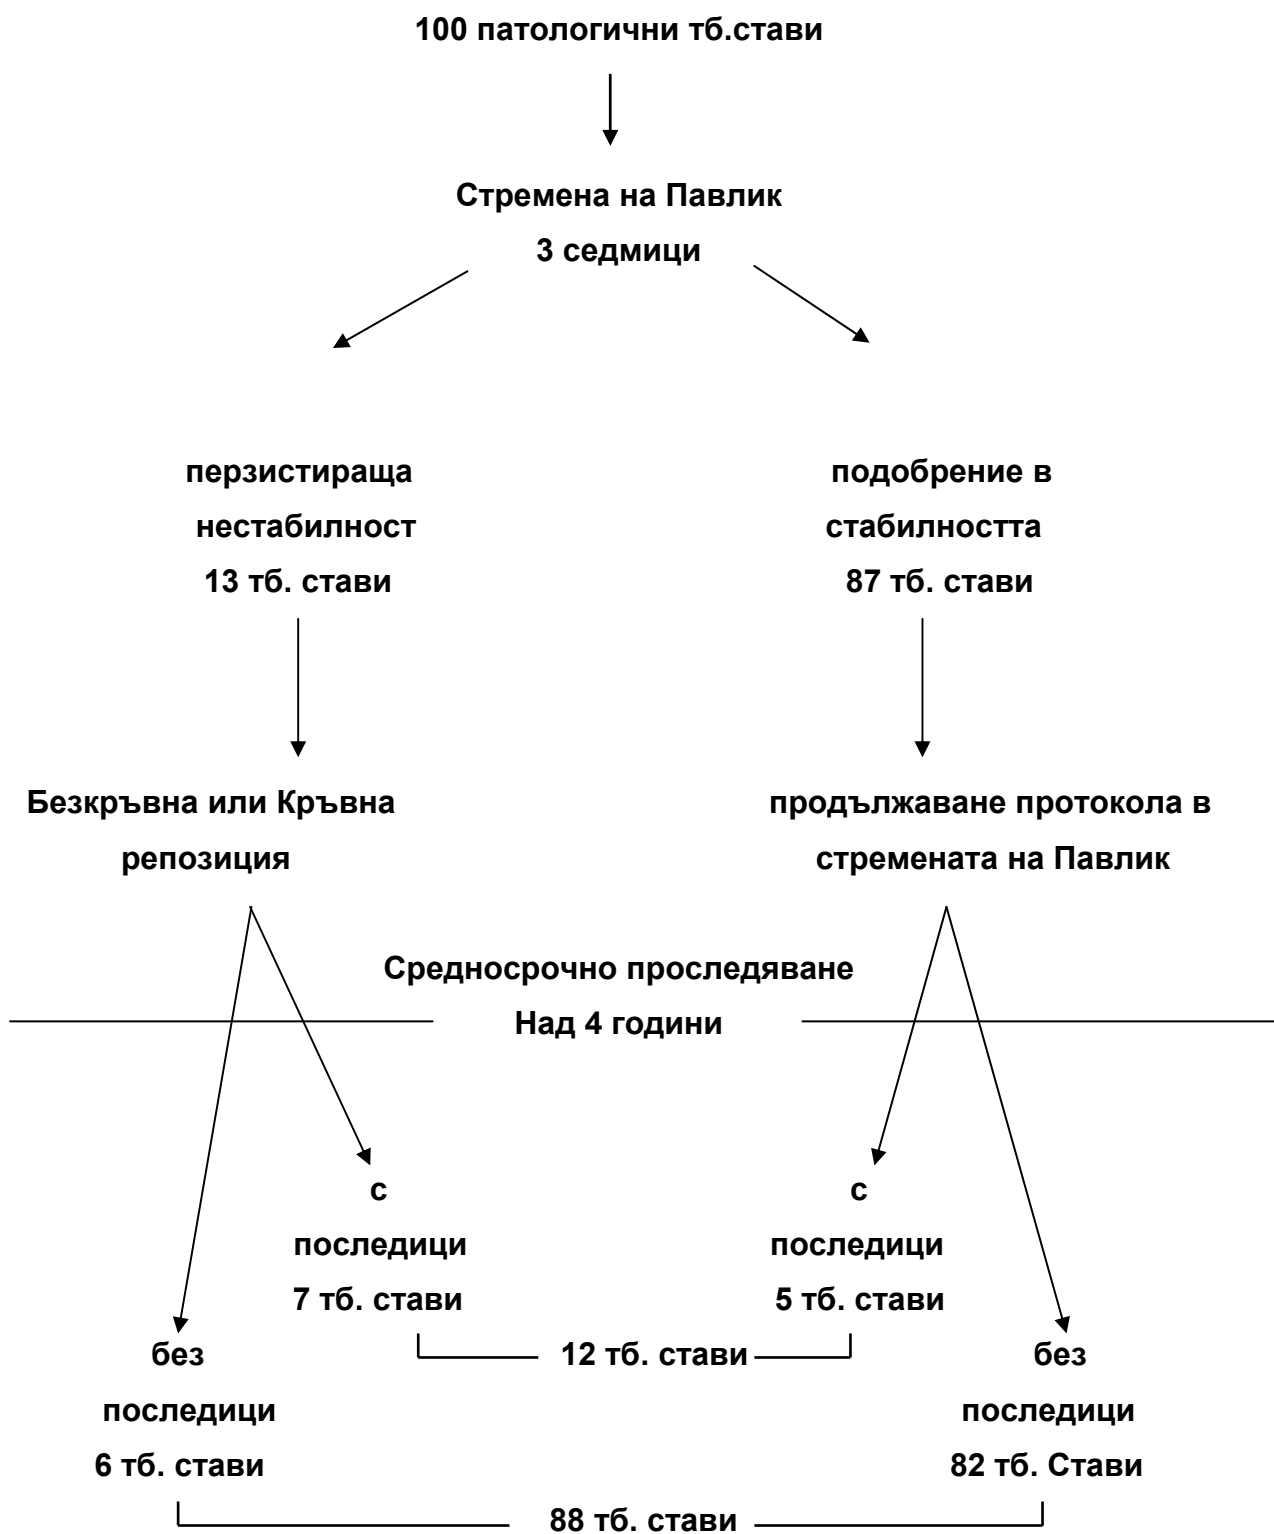 100 патологични тб.стави
Стремена на Павлик
3 седмици
перзистираща
нестабилност
13 тб. стави
подобрение в
стабилността
87 тб. стави
Безкръвна или Кръвна
репозиция
продължаване протокола в
стремената на Павлик
Средносрочно проследяване
Над 4 години
с
последици
7 тб. стави
с
последици
5 тб. стави
12 тб. стави
без
последици
6 тб. стави
без
последици
82 тб. Стави
88 тб. стави